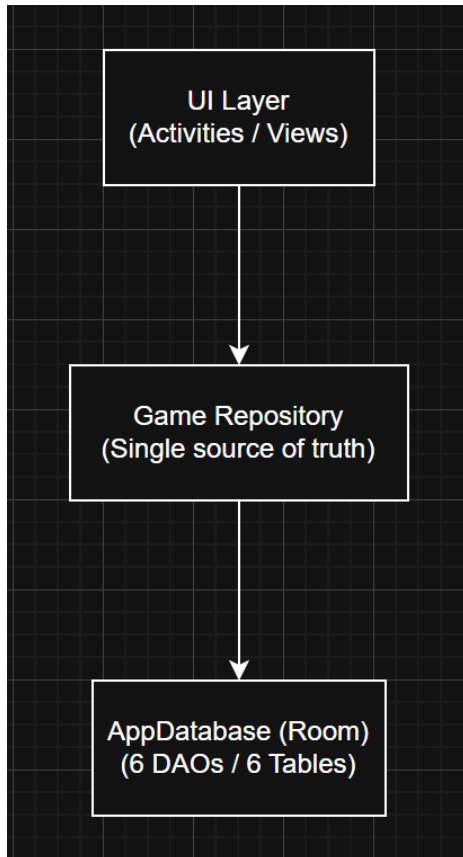 UI Layer
(Activities / Views)
Game Repository
(Single source of truth)
AppDatabase (Room)
(6 DAOs / 6 Tables)